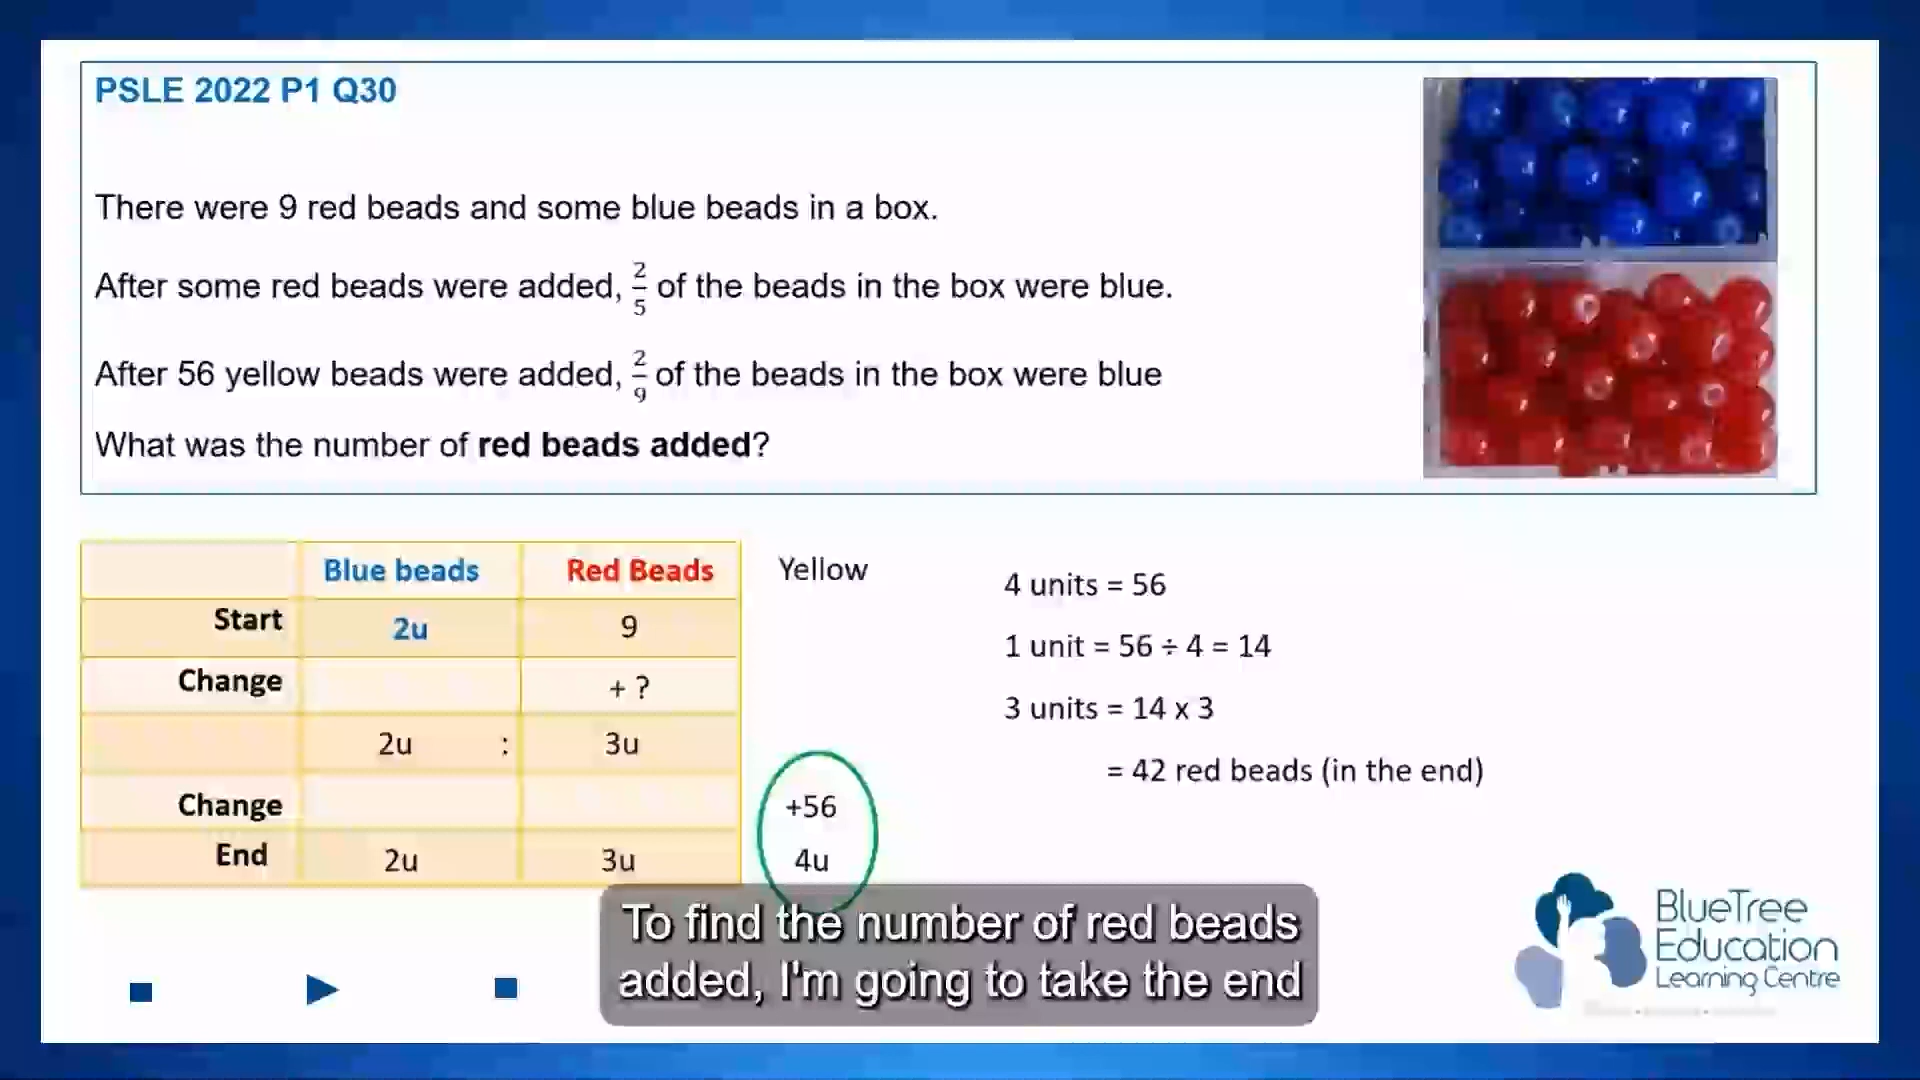 PSLE 2022 P1 Q30
There were 9 red beads and some blue beads in a box.
After some red beads were added, 2/5 of the beads in the box were blue.
After 56 yellow beads were added, 2/9 of the beads in the box were blue
What was the number of red beads added?
Blue beads Red Beads Yellow
Start 2u 9
Change + ?
2u : 3u
Change +56
End 2u 3u 4u
4 units = 56
1 unit = 56 ÷ 4 = 14
3 units = 14 x 3
= 42 red beads (in the end)
To find the number of red beads
added, I'm going to take the end
BlueTree
Education
Learning Centre